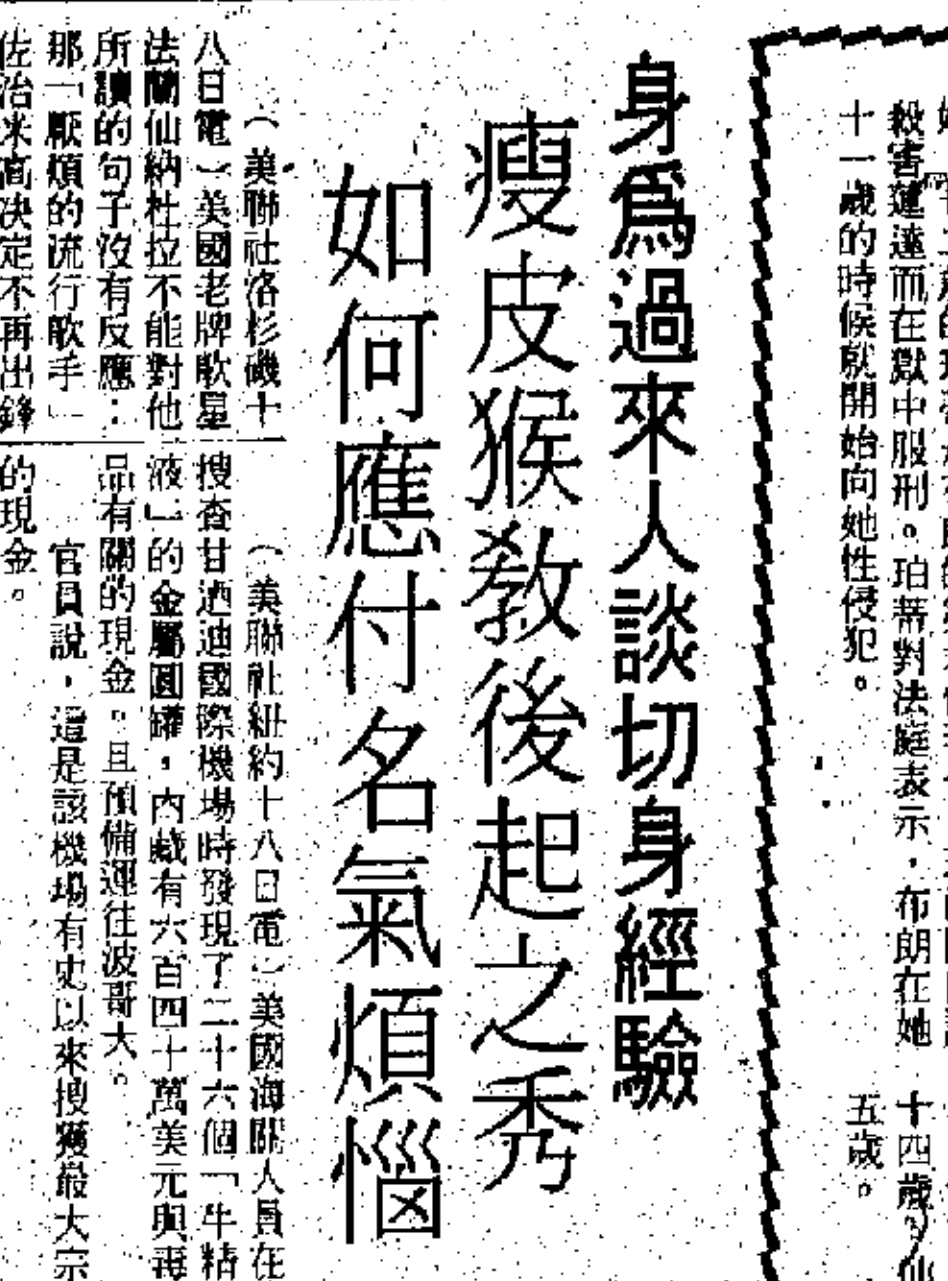 殺害蓮達而在獄中服刑。珀蒂對法庭表示，布朗在她
十一歲的時候就開始向她性侵犯。
十四歲
五歲。
身爲過來人談切身經驗
瘦皮猴敎後起之秀
如何應付名氣煩惱
（美聯社洛杉磯十
八日電）美國老牌歌星
法蘭仙納杜拉不能對他
所讀的句子沒有反應：
那「厭煩的流行歌手」
佐治米高決定不再出鋒
（美聯社紐約十八日電）美國海關人員在
搜查甘迺迪國際機場時發現了二十六個「牛精
液」的金屬圓罐，內藏有六百四十萬美元與毒
品有關的現金。且預備運往波哥大。
官員說，這是該機場有史以來搜獲最大宗
的現金。